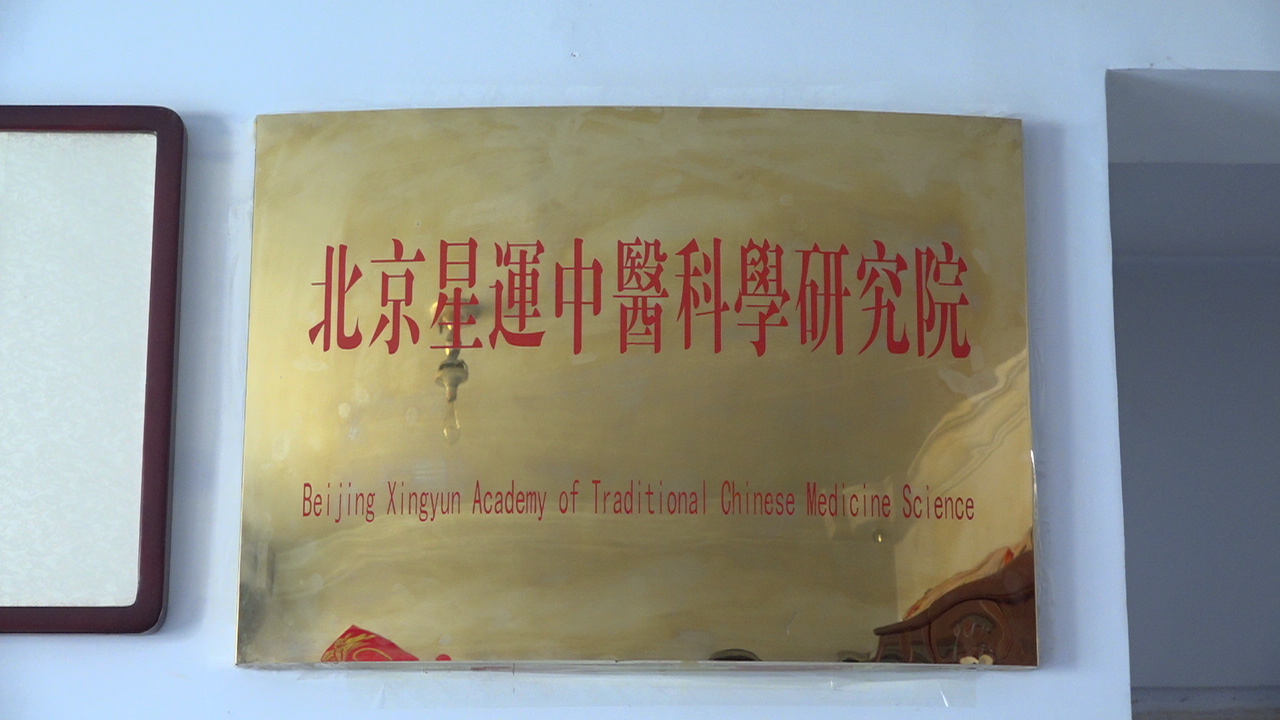 北京星運中醫科學研究院
Beijing Xingyun Academy of Traditional Chinese Medicine Science